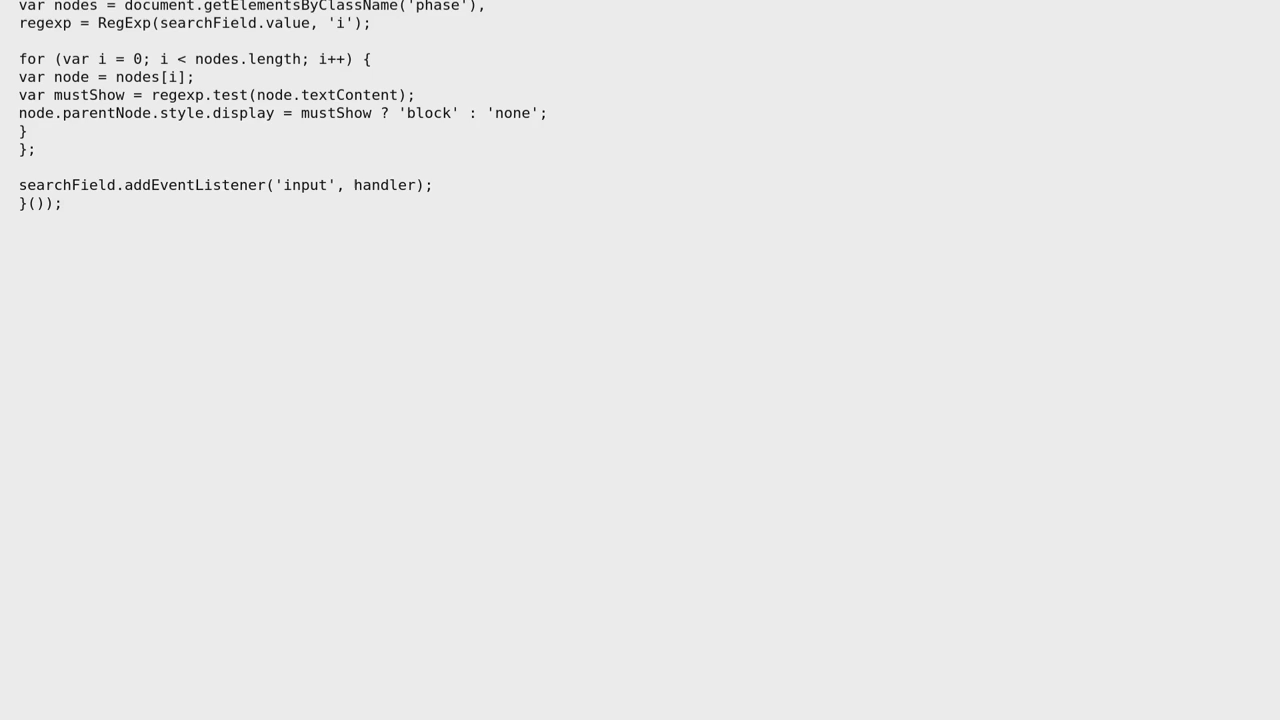 var nodes = document.getElementsByClassName('phase'),
regexp = RegExp(searchField.value, 'i');
for (var i = 0; i < nodes.length; i++) {
var node = nodes[i];
var mustShow = regexp.test(node.textContent);
node.parentNode.style.display = mustShow ? 'block' : 'none';
}
};
searchField.addEventListener('input', handler);
}());